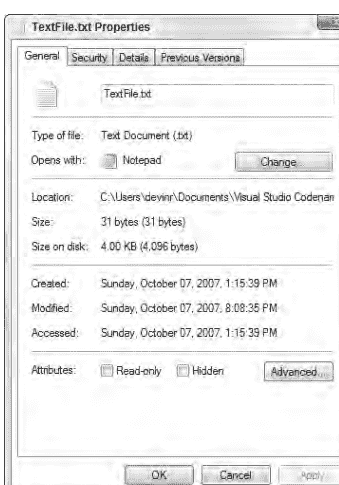 TextFile.txt Properties
General Security Details Previous Versions
TextFile.txt
Type of file: Text Document (.txt)
Opens with: Notepad Change...
Location: C:\Users\devinr\Documents\Visual Studio Codenam
Size: 31 bytes (31 bytes)
Size on disk: 4.00 KB (4,096 bytes)
Created: Sunday, October 07, 2007, 1:15:39 PM
Modified: Sunday, October 07, 2007, 8:08:35 PM
Accessed: Sunday, October 07, 2007, 1:15:39 PM
Attributes: Read-only Hidden Advanced...
OK Cancel Apply